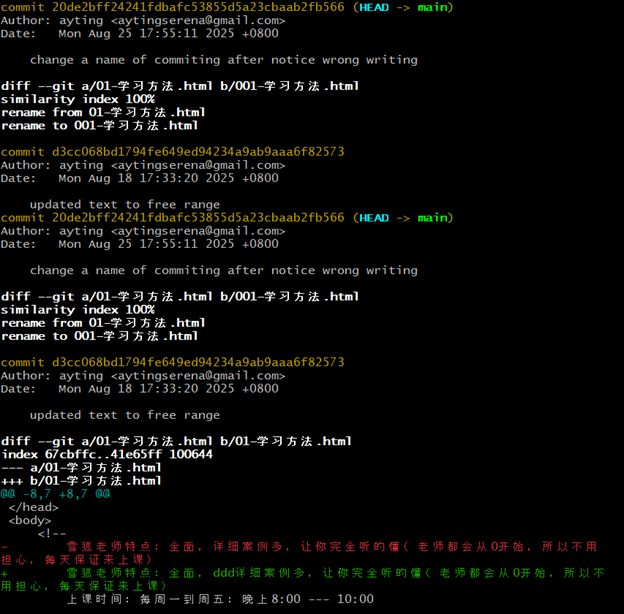 commit 20de2bff24241fdbafc53855d5a23cbaab2fb566 (HEAD -> main)
Author: ayting <aytingserena@gmail.com>
Date:   Mon Aug 25 17:55:11 2025 +0800

    change a name of commiting after notice wrong writing

diff --git a/01-学习方法.html b/001-学习方法.html
similarity index 100%
rename from 01-学习方法.html
rename to 001-学习方法.html

commit d3cc068bd1794fe649ed94234a9ab9aaa6f82573
Author: ayting <aytingserena@gmail.com>
Date:   Mon Aug 18 17:33:20 2025 +0800

    updated text to free range
commit 20de2bff24241fdbafc53855d5a23cbaab2fb566 (HEAD -> main)
Author: ayting <aytingserena@gmail.com>
Date:   Mon Aug 25 17:55:11 2025 +0800

    change a name of commiting after notice wrong writing

diff --git a/01-学习方法.html b/001-学习方法.html
similarity index 100%
rename from 01-学习方法.html
rename to 001-学习方法.html

commit d3cc068bd1794fe649ed94234a9ab9aaa6f82573
Author: ayting <aytingserena@gmail.com>
Date:   Mon Aug 18 17:33:20 2025 +0800

    updated text to free range

diff --git a/01-学习方法.html b/01-学习方法.html
index 67cbffc..41e65ff 100644
--- a/01-学习方法.html
+++ b/01-学习方法.html
@@ -8,7 +8,7 @@
 </head>
 <body>
     <!--
-        雪狐老师特点: 全面, 详细案例多, 让你完全听的懂( 老师都会从0开始, 所以不用
担心, 每天保证来上课)
+        雪狐老师特点: 全面, ddd详细案例多, 让你完全听的懂( 老师都会从0开始, 所以不
用担心, 每天保证来上课)
         上课时间: 每周一到周五: 晚上8:00 --- 10:00